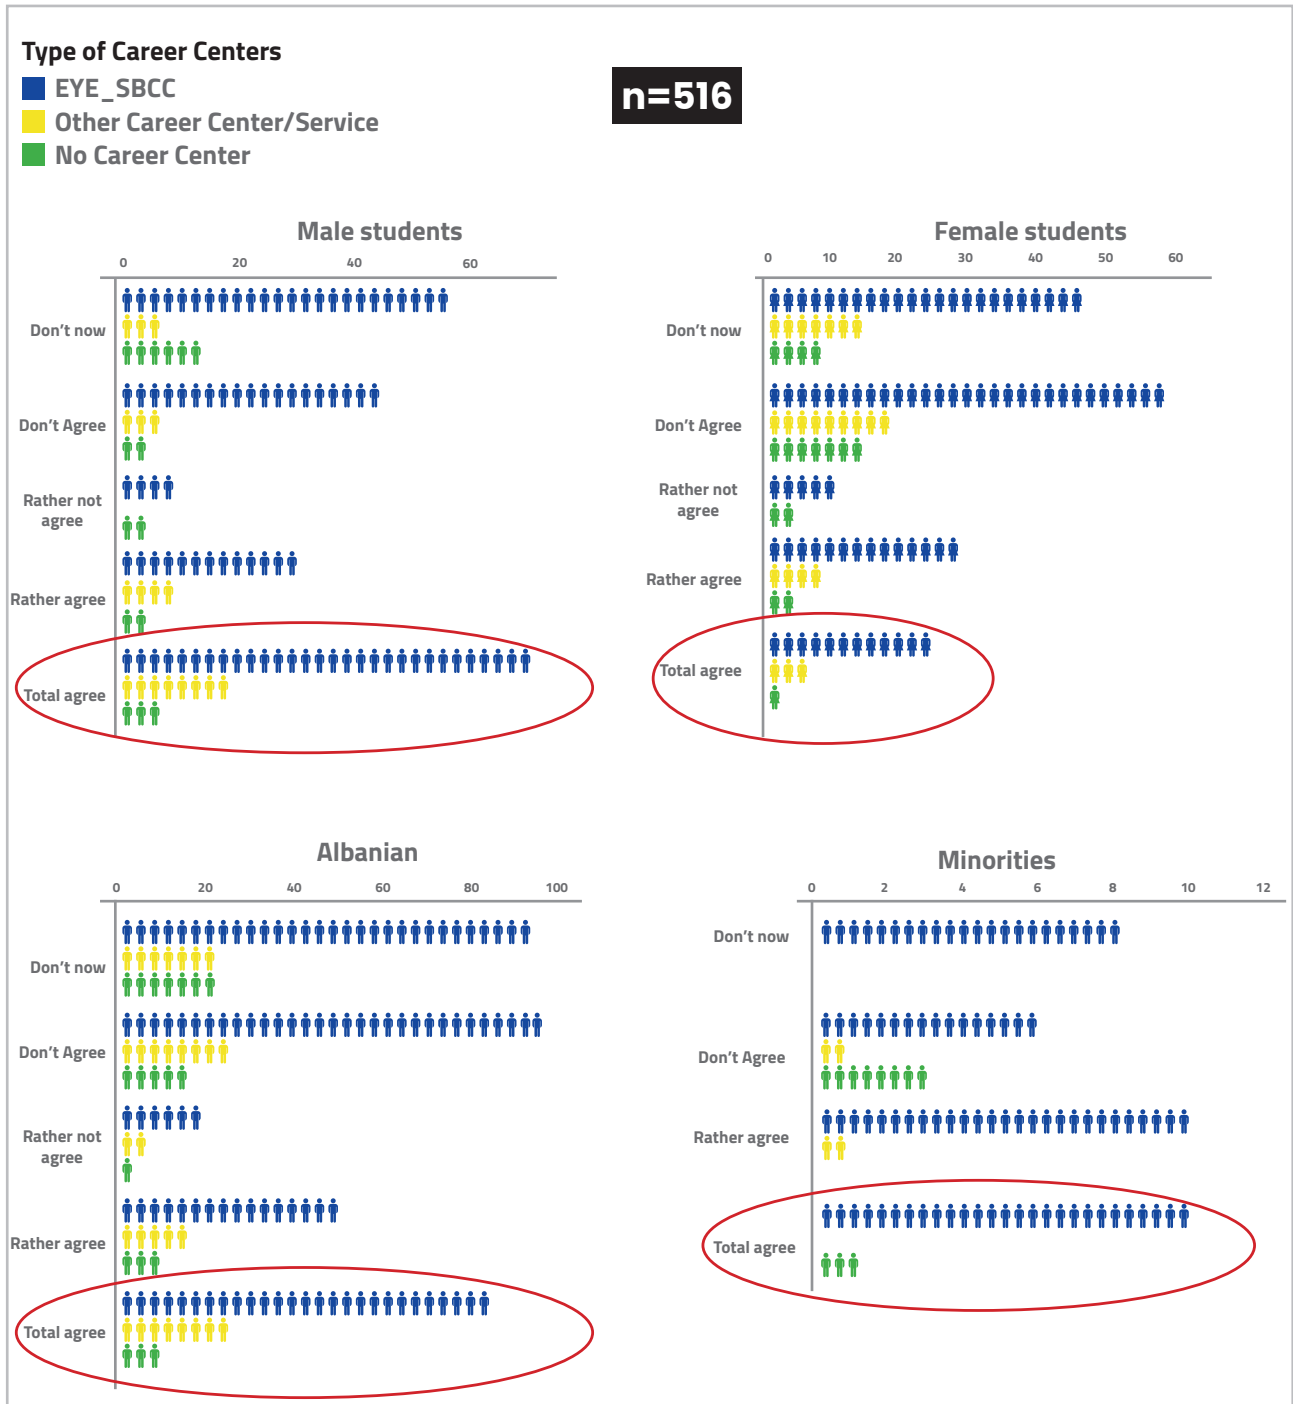 Type of Career Centers
EYE_SBCC
Other Career Center/Service
No Career Center
n=516
Male students
0 20 40 60
Don't now
Don't Agree
Rather not
agree
Rather agree
Total agree
Female students
0 10 20 30 40 50 60
Don't now
Don't Agree
Rather not
agree
Rather agree
Total agree
Albanian
0 20 40 60 80 100
Don't now
Don't Agree
Rather not
agree
Rather agree
Total agree
Minorities
0 2 4 6 8 10 12
Don't now
Don't Agree
Rather agree
Total agree